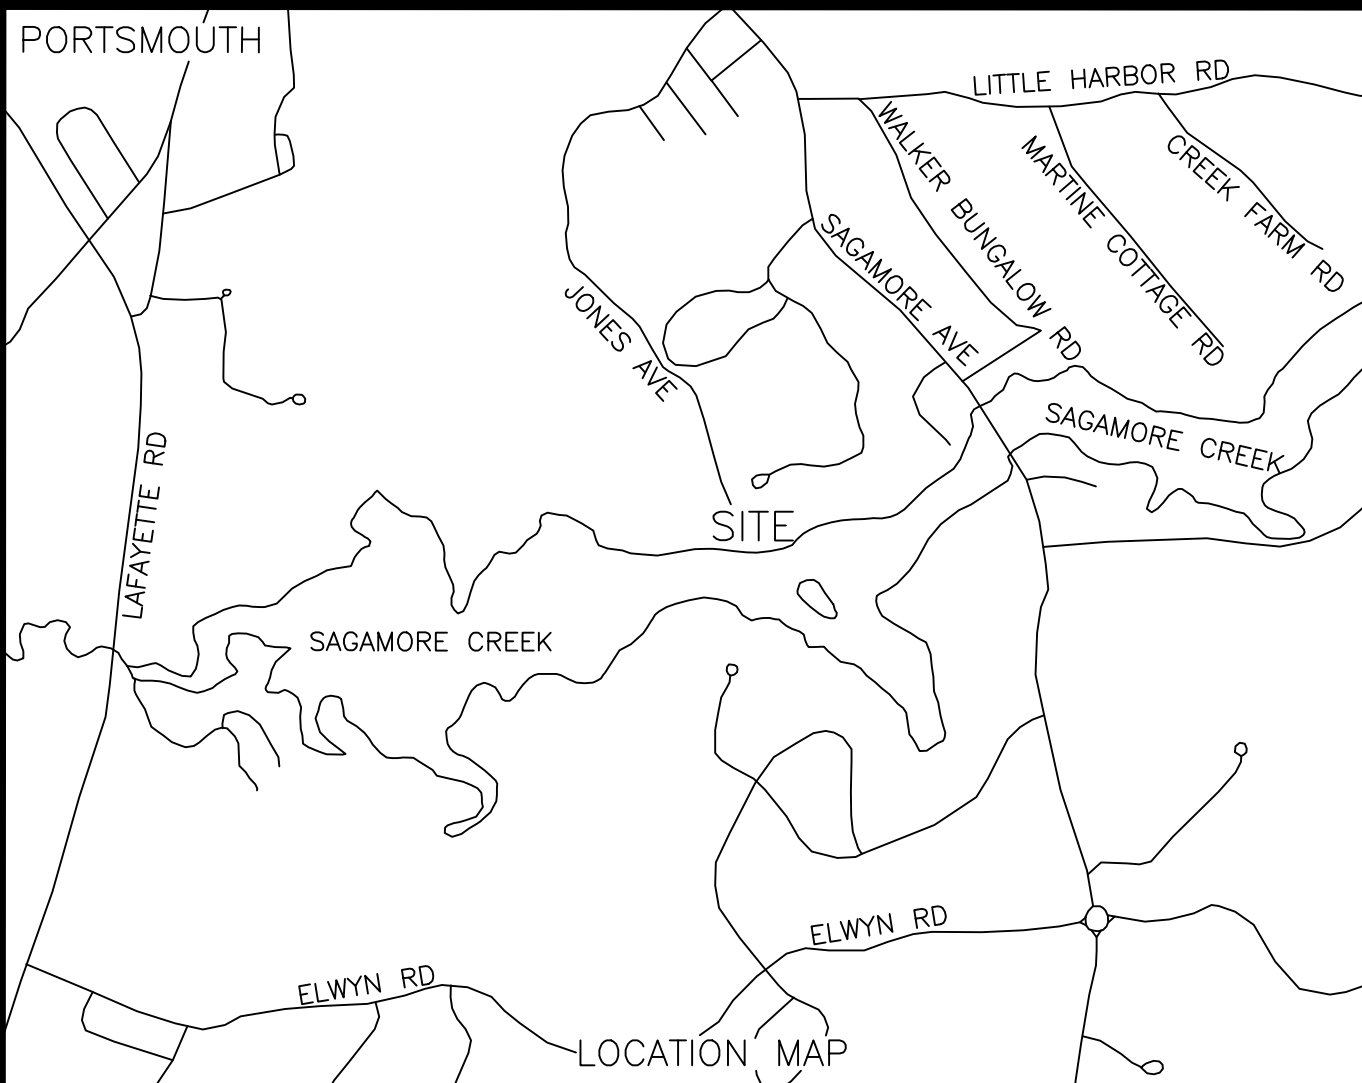 PORTSMOUTH
LITTLE HARBOR RD
WALKER BUNGALOW RD
MARTINE COTTAGE RD
CREEK FARM RD
SAGAMORE AVE
JONES AVE
SAGAMORE CREEK
LAFAYETTE RD
SITE
SAGAMORE CREEK
ELWYN RD
ELWYN RD
LOCATION MAP